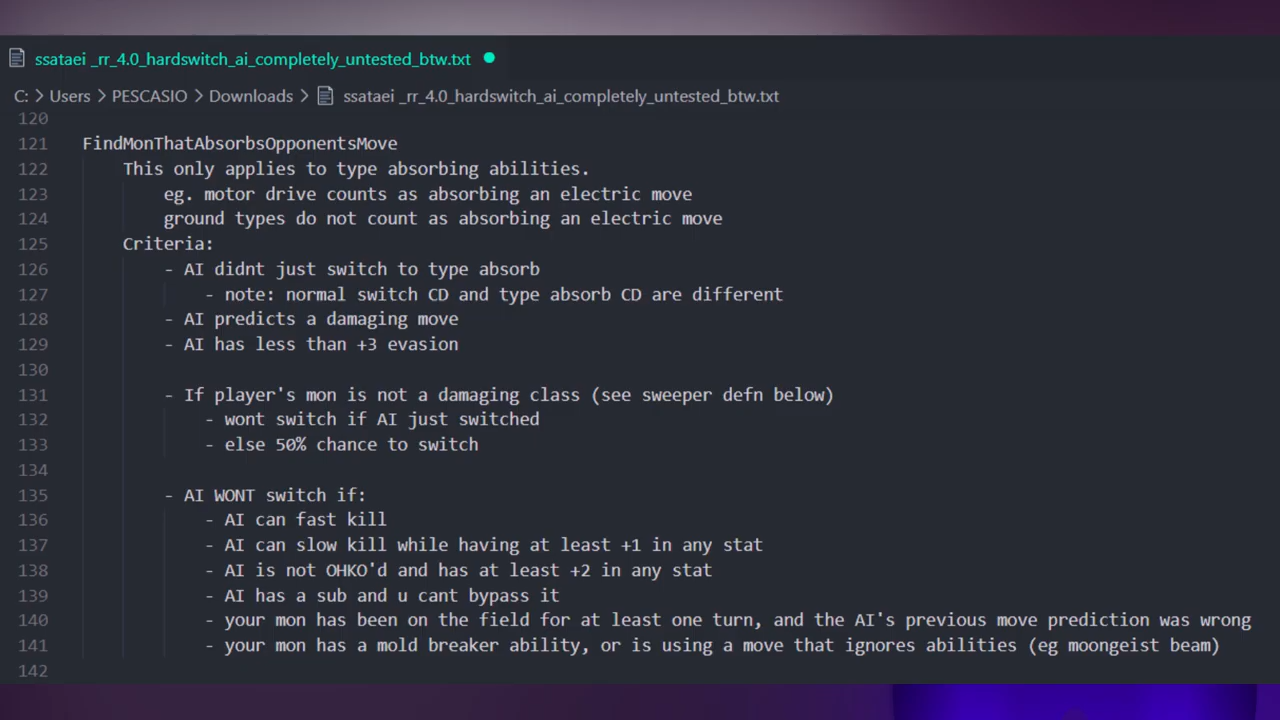 ssataei _rr_4.0_hardswitch_ai_completely_untested_btw.txt
C: > Users > PESCASIO > Downloads > ssataei _rr_4.0_hardswitch_ai_completely_untested_btw.txt
120
121 FindMonThatAbsorbsOpponentsMove
122 This only applies to type absorbing abilities.
123 eg. motor drive counts as absorbing an electric move
124 ground types do not count as absorbing an electric move
125 Criteria:
126 - AI didnt just switch to type absorb
127 - note: normal switch CD and type absorb CD are different
128 - AI predicts a damaging move
129 - AI has less than +3 evasion
130
131 - If player's mon is not a damaging class (see sweeper defn below)
132 - wont switch if AI just switched
133 - else 50% chance to switch
134
135 - AI WONT switch if:
136 - AI can fast kill
137 - AI can slow kill while having at least +1 in any stat
138 - AI is not OHKO'd and has at least +2 in any stat
139 - AI has a sub and u cant bypass it
140 - your mon has been on the field for at least one turn, and the AI's previous move prediction was wrong
141 - your mon has a mold breaker ability, or is using a move that ignores abilities (eg moongeist beam)
142